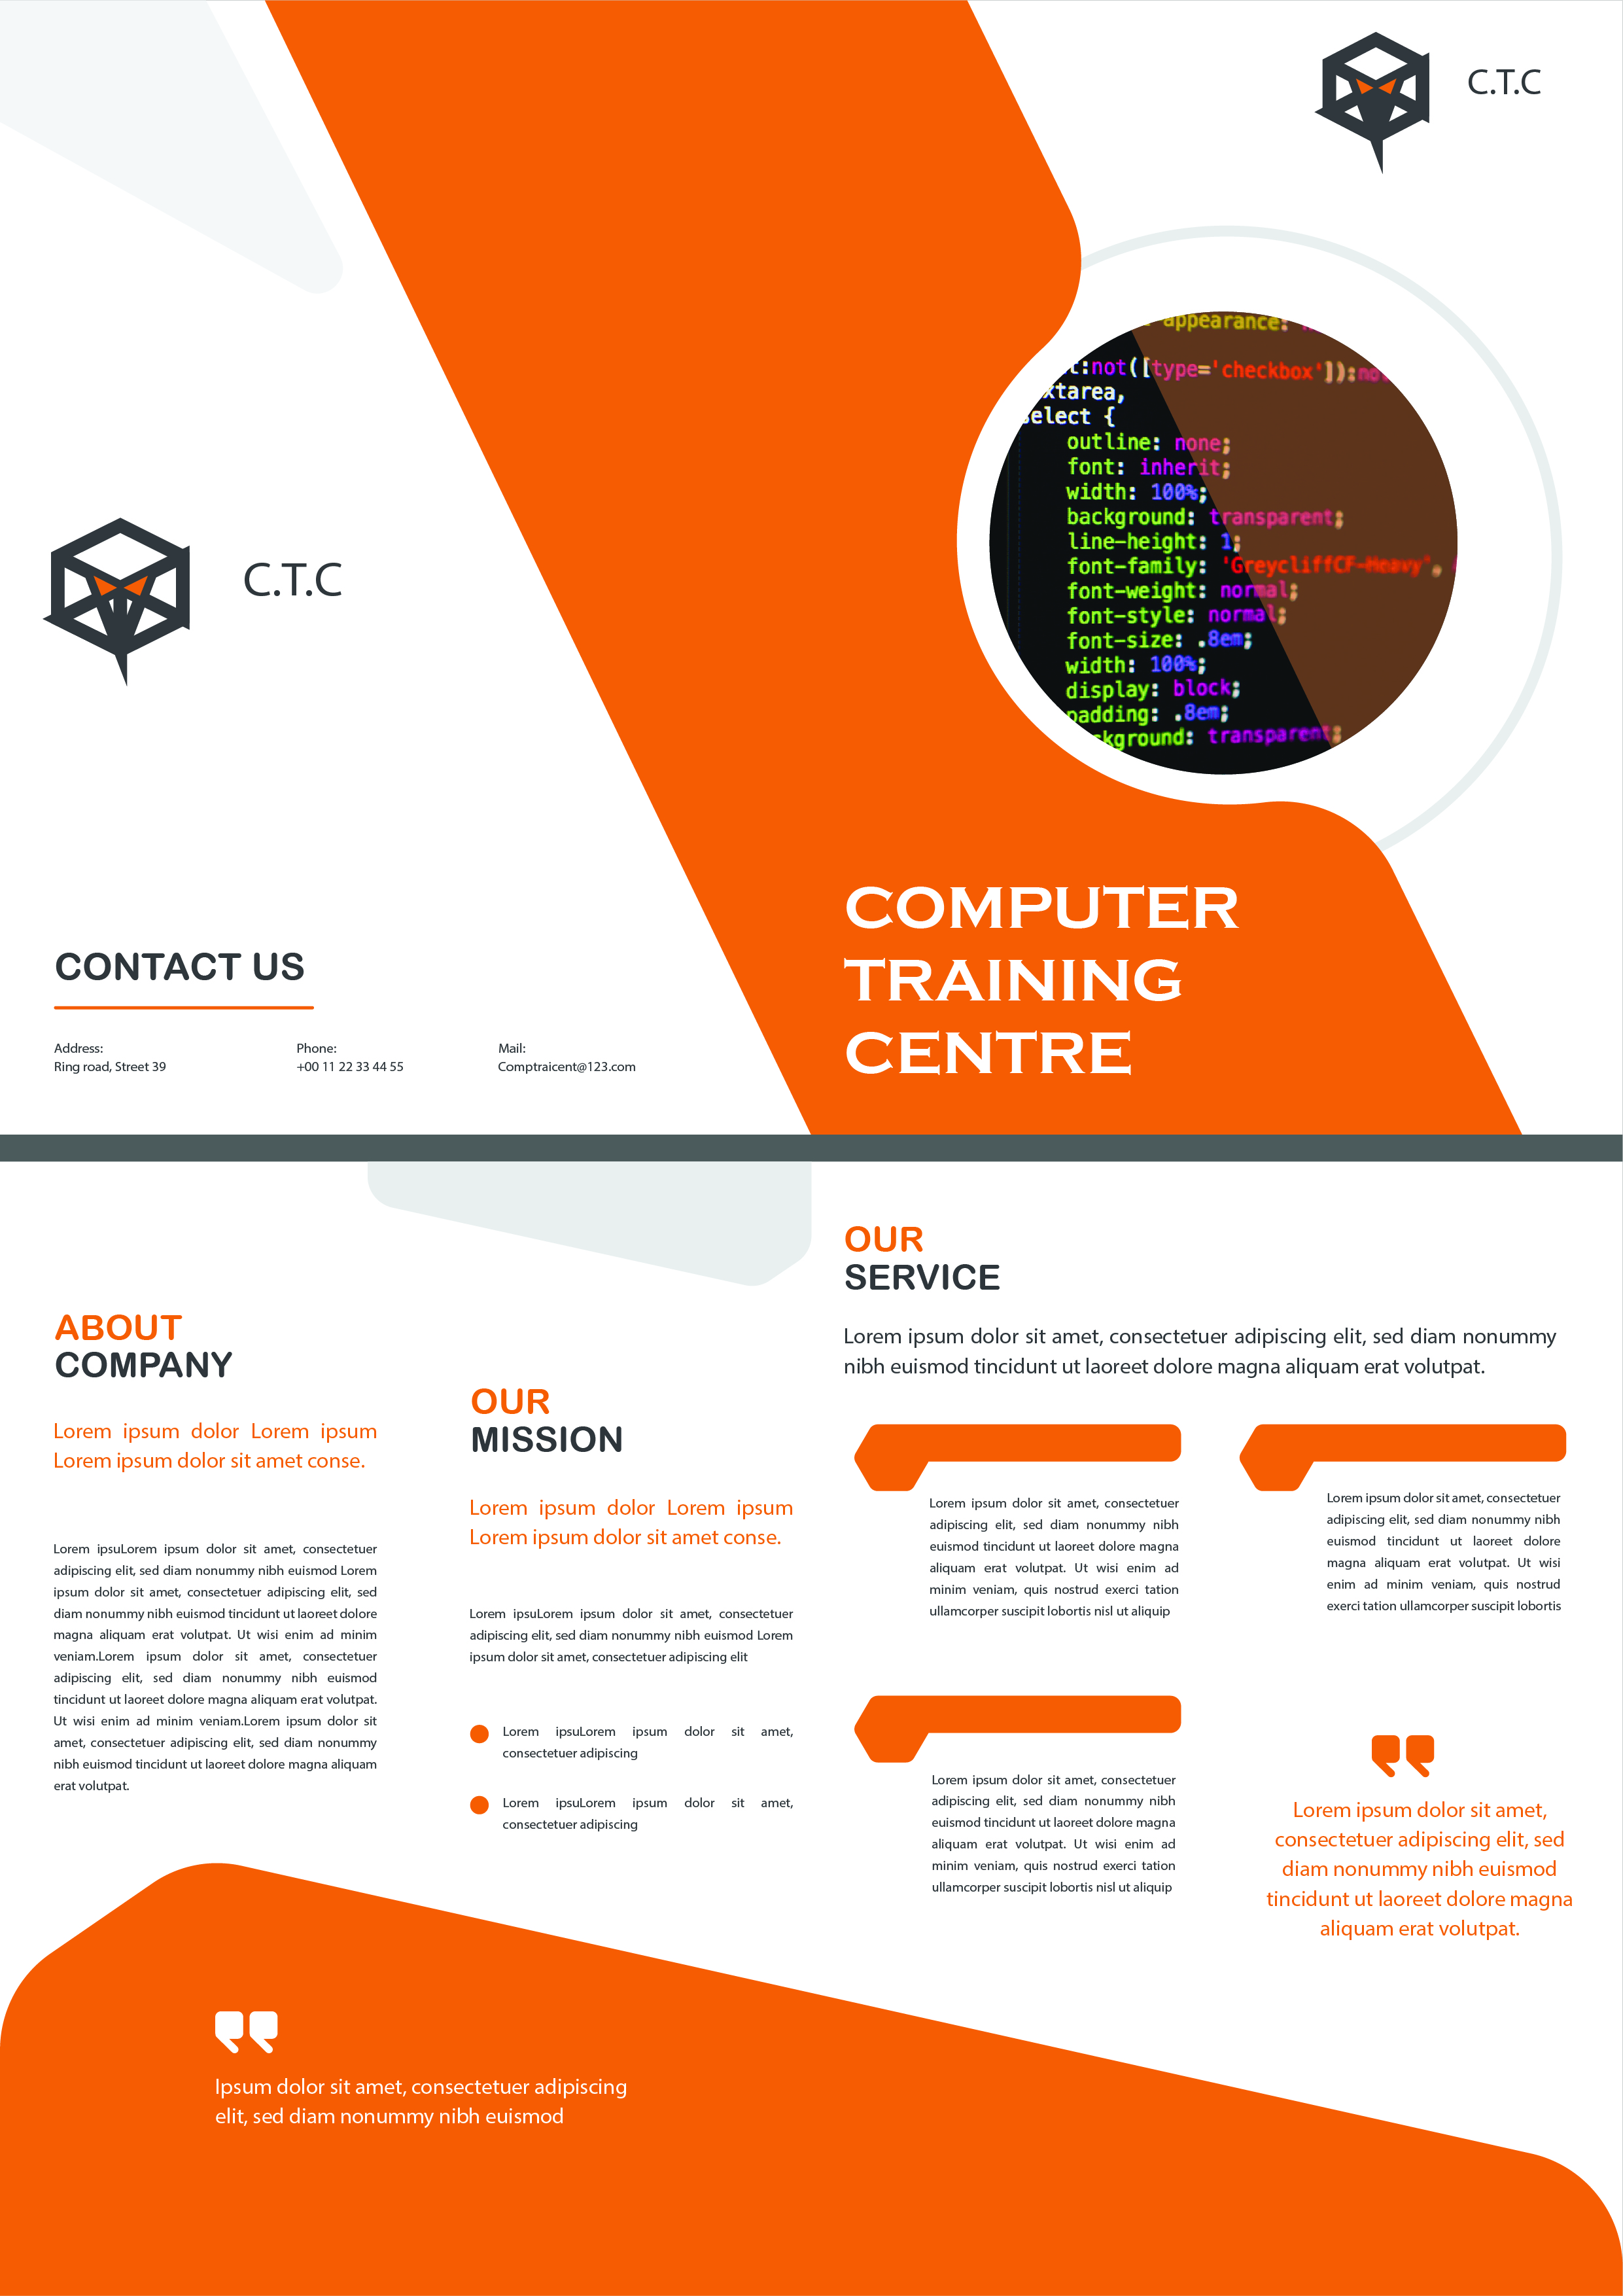 C.T.C
appearance:
:not([type='checkbox']):no
xtarea,
select {
outline: none;
font: inherit;
width: 100%;
background: transparent;
line-height: 1;
font-family: 'GreycliffCF-Heavy',
font-weight: normal;
font-style: normal;
font-size: .8em;
width: 100%;
display: block;
padding: .8em;
ckground: transparent;
C.T.C
COMPUTER
TRAINING
CENTRE
CONTACT US
Address:
Ring road, Street 39
Phone:
+00 11 22 33 44 55
Mail:
Comptraicent@123.com
ABOUT
COMPANY
Lorem ipsum dolor Lorem ipsum
Lorem ipsum dolor sit amet conse.
Lorem ipsuLorem ipsum dolor sit amet, consectetuer
adipiscing elit, sed diam nonummy nibh euismod Lorem
ipsum dolor sit amet, consectetuer adipiscing elit, sed
diam nonummy nibh euismod tincidunt ut laoreet dolore
magna aliquam erat volutpat. Ut wisi enim ad minim
veniam.Lorem ipsum dolor sit amet, consectetuer
adipiscing elit, sed diam nonummy nibh euismod
tincidunt ut laoreet dolore magna aliquam erat volutpat.
Ut wisi enim ad minim veniam.Lorem ipsum dolor sit
amet, consectetuer adipiscing elit, sed diam nonummy
nibh euismod tincidunt ut laoreet dolore magna aliquam
erat volutpat.
OUR
MISSION
Lorem ipsum dolor Lorem ipsum
Lorem ipsum dolor sit amet conse.
Lorem ipsuLorem ipsum dolor sit amet, consectetuer
adipiscing elit, sed diam nonummy nibh euismod Lorem
ipsum dolor sit amet, consectetuer adipiscing elit
Lorem ipsuLorem ipsum dolor sit amet,
consectetuer adipiscing
Lorem ipsuLorem ipsum dolor sit amet,
consectetuer adipiscing
Ipsum dolor sit amet, consectetuer adipiscing
elit, sed diam nonummy nibh euismod
OUR
SERVICE
Lorem ipsum dolor sit amet, consectetuer adipiscing elit, sed diam nonummy
nibh euismod tincidunt ut laoreet dolore magna aliquam erat volutpat.
Lorem ipsum dolor sit amet, consectetuer
adipiscing elit, sed diam nonummy nibh
euismod tincidunt ut laoreet dolore magna
aliquam erat volutpat. Ut wisi enim ad
minim veniam, quis nostrud exerci tation
ullamcorper suscipit lobortis nisl ut aliquip
Lorem ipsum dolor sit amet, consectetuer
adipiscing elit, sed diam nonummy nibh
euismod tincidunt ut laoreet dolore
magna aliquam erat volutpat. Ut wisi
enim ad minim veniam, quis nostrud
exerci tation ullamcorper suscipit lobortis
Lorem ipsum dolor sit amet, consectetuer
adipiscing elit, sed diam nonummy nibh
euismod tincidunt ut laoreet dolore magna
aliquam erat volutpat. Ut wisi enim ad
minim veniam, quis nostrud exerci tation
ullamcorper suscipit lobortis nisl ut aliquip
Lorem ipsum dolor sit amet,
consectetuer adipiscing elit, sed
diam nonummy nibh euismod
tincidunt ut laoreet dolore magna
aliquam erat volutpat.